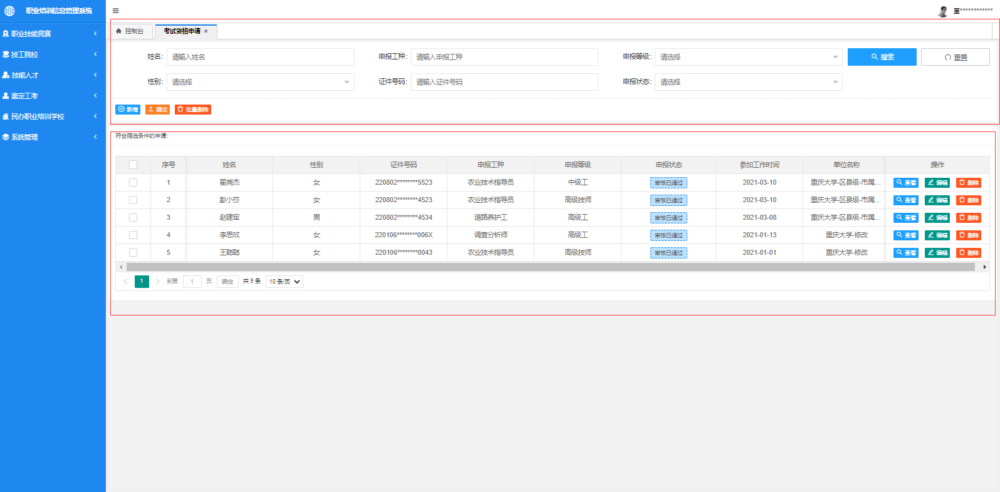 职业培训信息管理系统
职业技能竞赛
技工院校
技能人才
鉴定工考
民办职业培训学校
系统管理
控制台 考试资格申请
姓名: 请输入姓名 申报工种: 请输入申报工种 申报等级: 请选择 搜索 重置
性别: 请选择 证件号码: 请输入证件号码 申报状态: 请选择
新增 提交 批量删除
符合筛选条件的申请:
序号 姓名 性别 证件号码 申报工种 申报等级 申报状态 参加工作时间 单位名称 操作
1 翟尧杰 女 220802********5523 农业技术指导员 中级工 审核已通过 2021-03-10 重庆大学-区县级-市属... 查看 编辑 删除
2 彭小莎 女 220802********4523 农业技术指导员 高级技师 审核已通过 2021-03-10 重庆大学-区县级-市属... 查看 编辑 删除
3 赵建军 男 220802********4534 道路养护工 高级工 审核已通过 2021-03-08 重庆大学-区县级-市属... 查看 编辑 删除
4 李思欣 女 220106********006X 调查分析师 高级工 审核已通过 2021-01-13 重庆大学-修改 查看 编辑 删除
5 王聪聪 女 220106********0043 农业技术指导员 高级技师 审核已通过 2021-01-01 重庆大学-修改 查看 编辑 删除
1 到第 1 页 确定 共 5 条 10 条/页